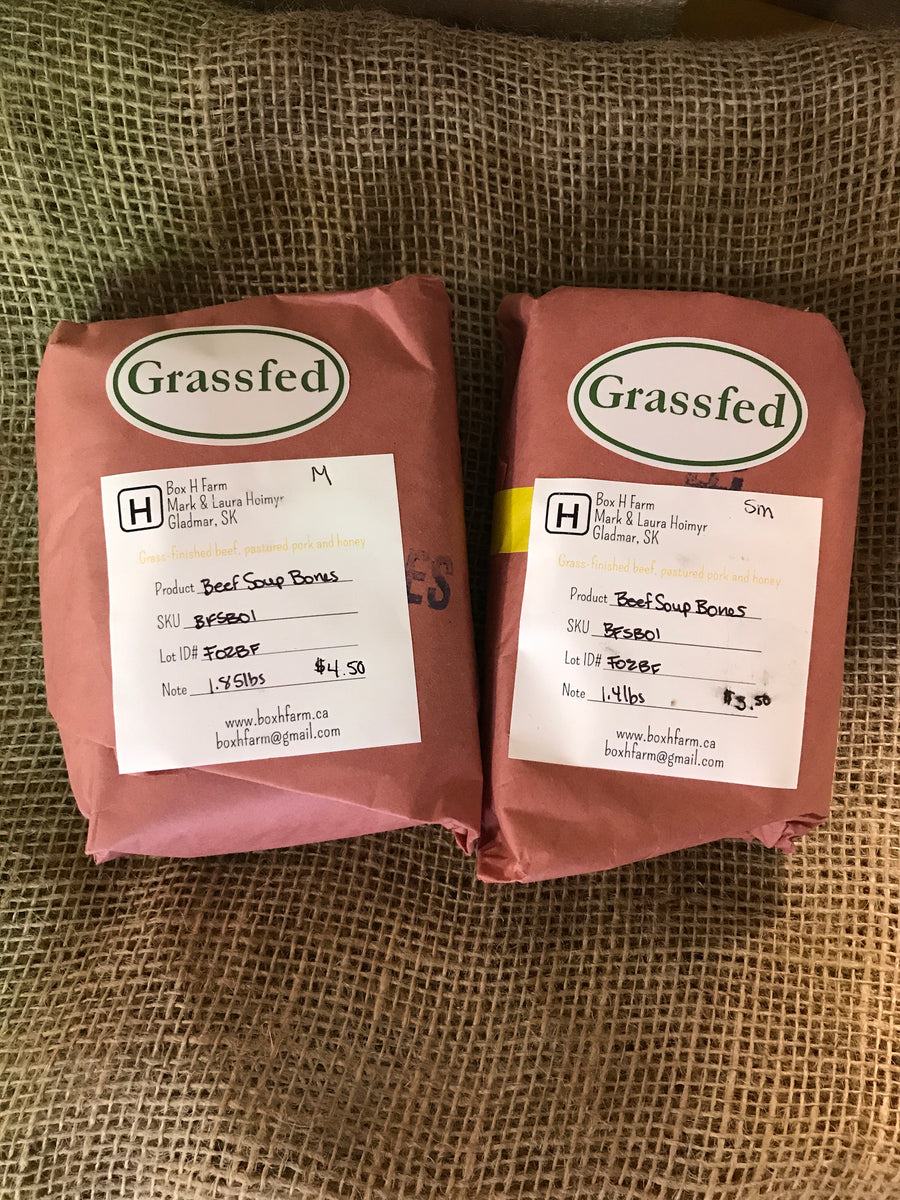 Grassfed
M
H
Box H Farm
Mark & Laura Hoimyr
Gladmar, SK
Grass-finished beef, pastured pork and honey
Product Beef Soup Bones
SKU BFSB01
Lot ID# F02BF
Note 1.85lbs $4.50
www.boxhfarm.ca
boxhfarm@gmail.com
ES
Grassfed
Sm
H
Box H Farm
Mark & Laura Hoimyr
Gladmar, SK
Grass-finished beef, pastured pork and honey
Product Beef Soup Bones
SKU BFSB01
Lot ID# F02BF
Note 1.4lbs $3.50
www.boxhfarm.ca
boxhfarm@gmail.com